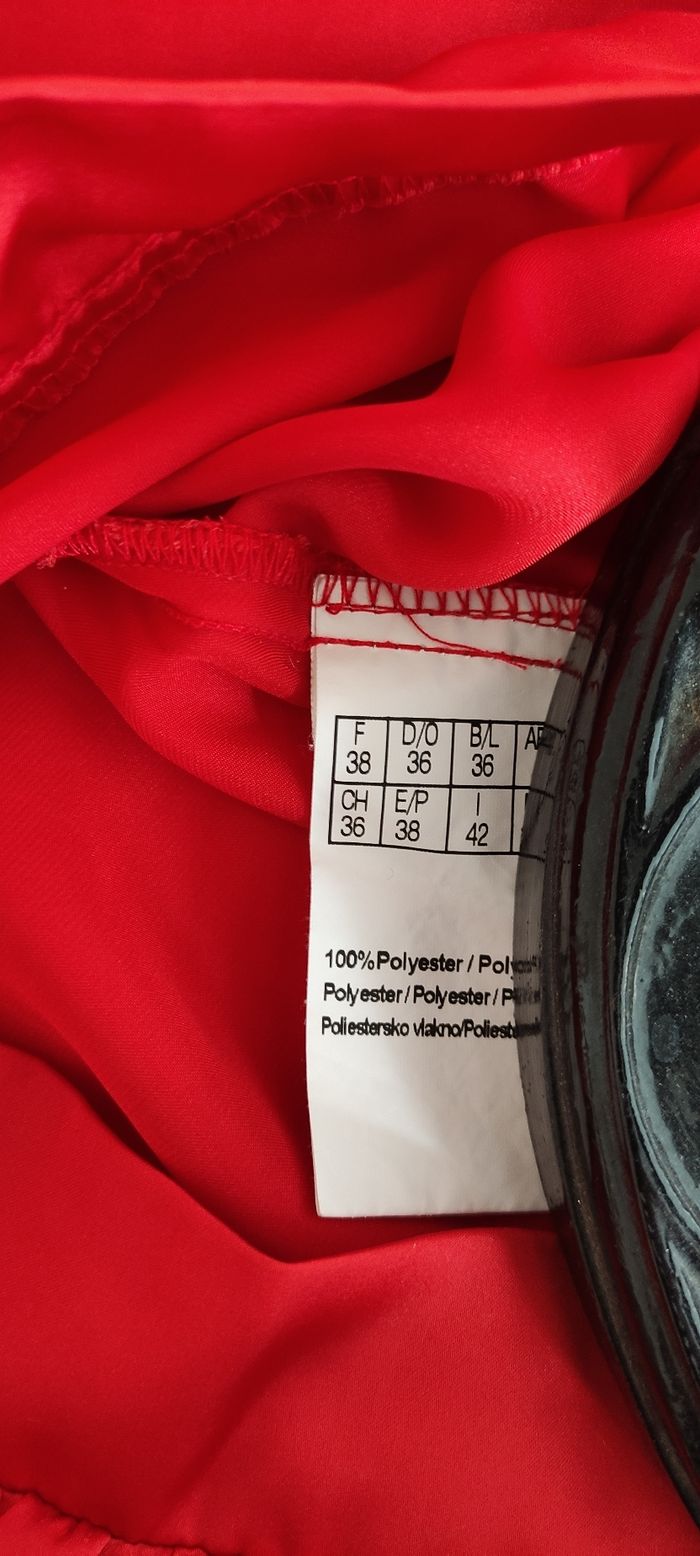 F D/O B/L
38 36 36
CH E/P I
36 38 42
100%Polyester /
Polyester / Polyester /
Poliestersko vlakno/